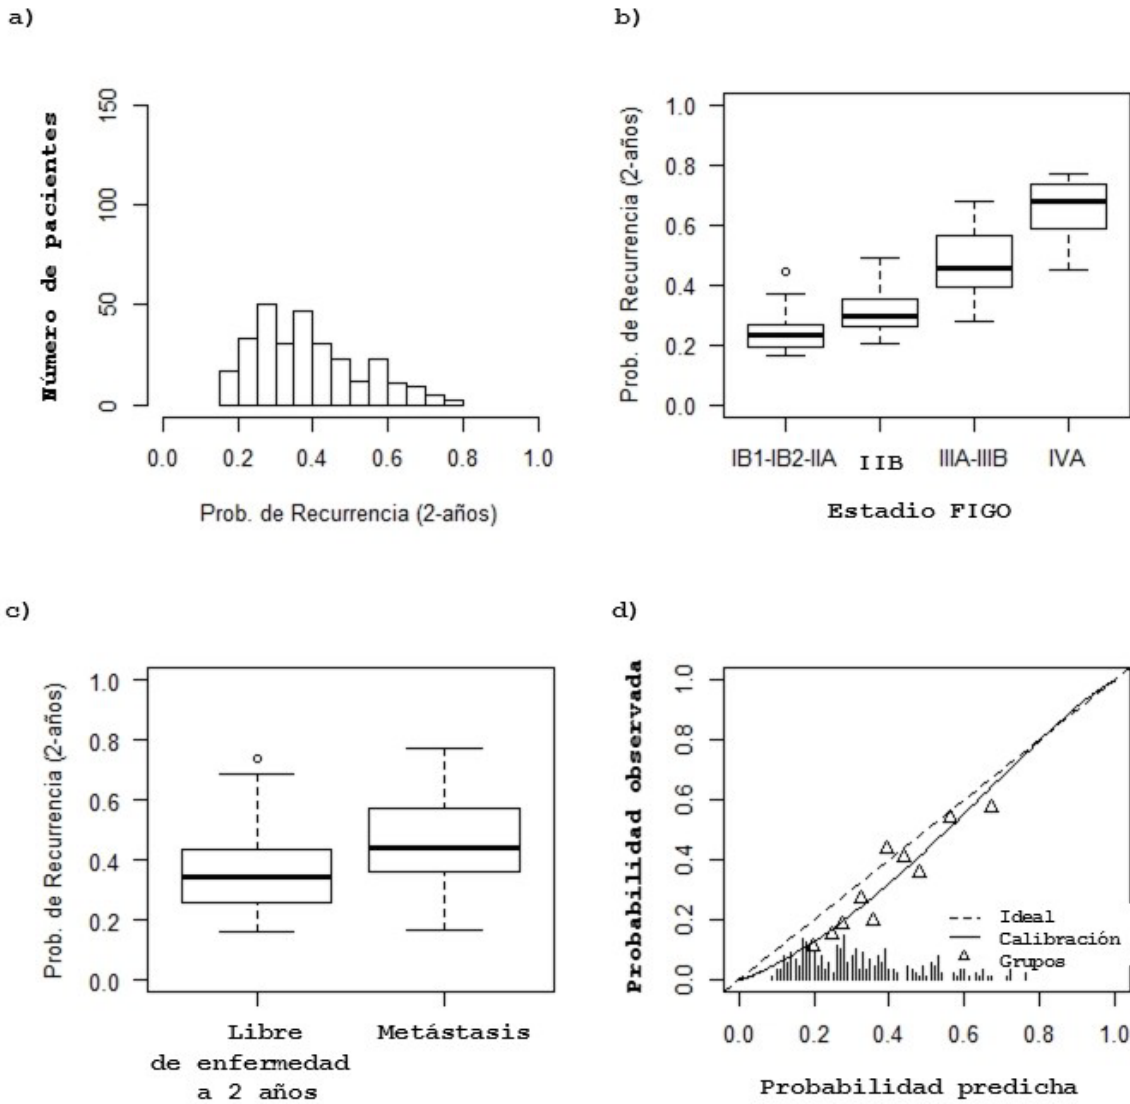 a)
Número de pacientes
150
100
50
0
0.0 0.2 0.4 0.6 0.8 1.0
Prob. de Recurrencia (2-años)
b)
Prob. de Recurrencia (2-años)
1.0
0.8
0.6
0.4
0.2
0.0
IB1-IB2-IIA IIB IIIA-IIIB IVA
Estadio FIGO
c)
Prob. de Recurrencia (2-años)
1.0
0.8
0.6
0.4
0.2
0.0
Libre Metástasis
de enfermedad
a 2 años
d)
Probabilidad observada
1.0
0.8
0.6
0.4
0.2
0.0
Ideal
Calibración
Grupos
0.0 0.2 0.4 0.6 0.8 1.0
Probabilidad predicha